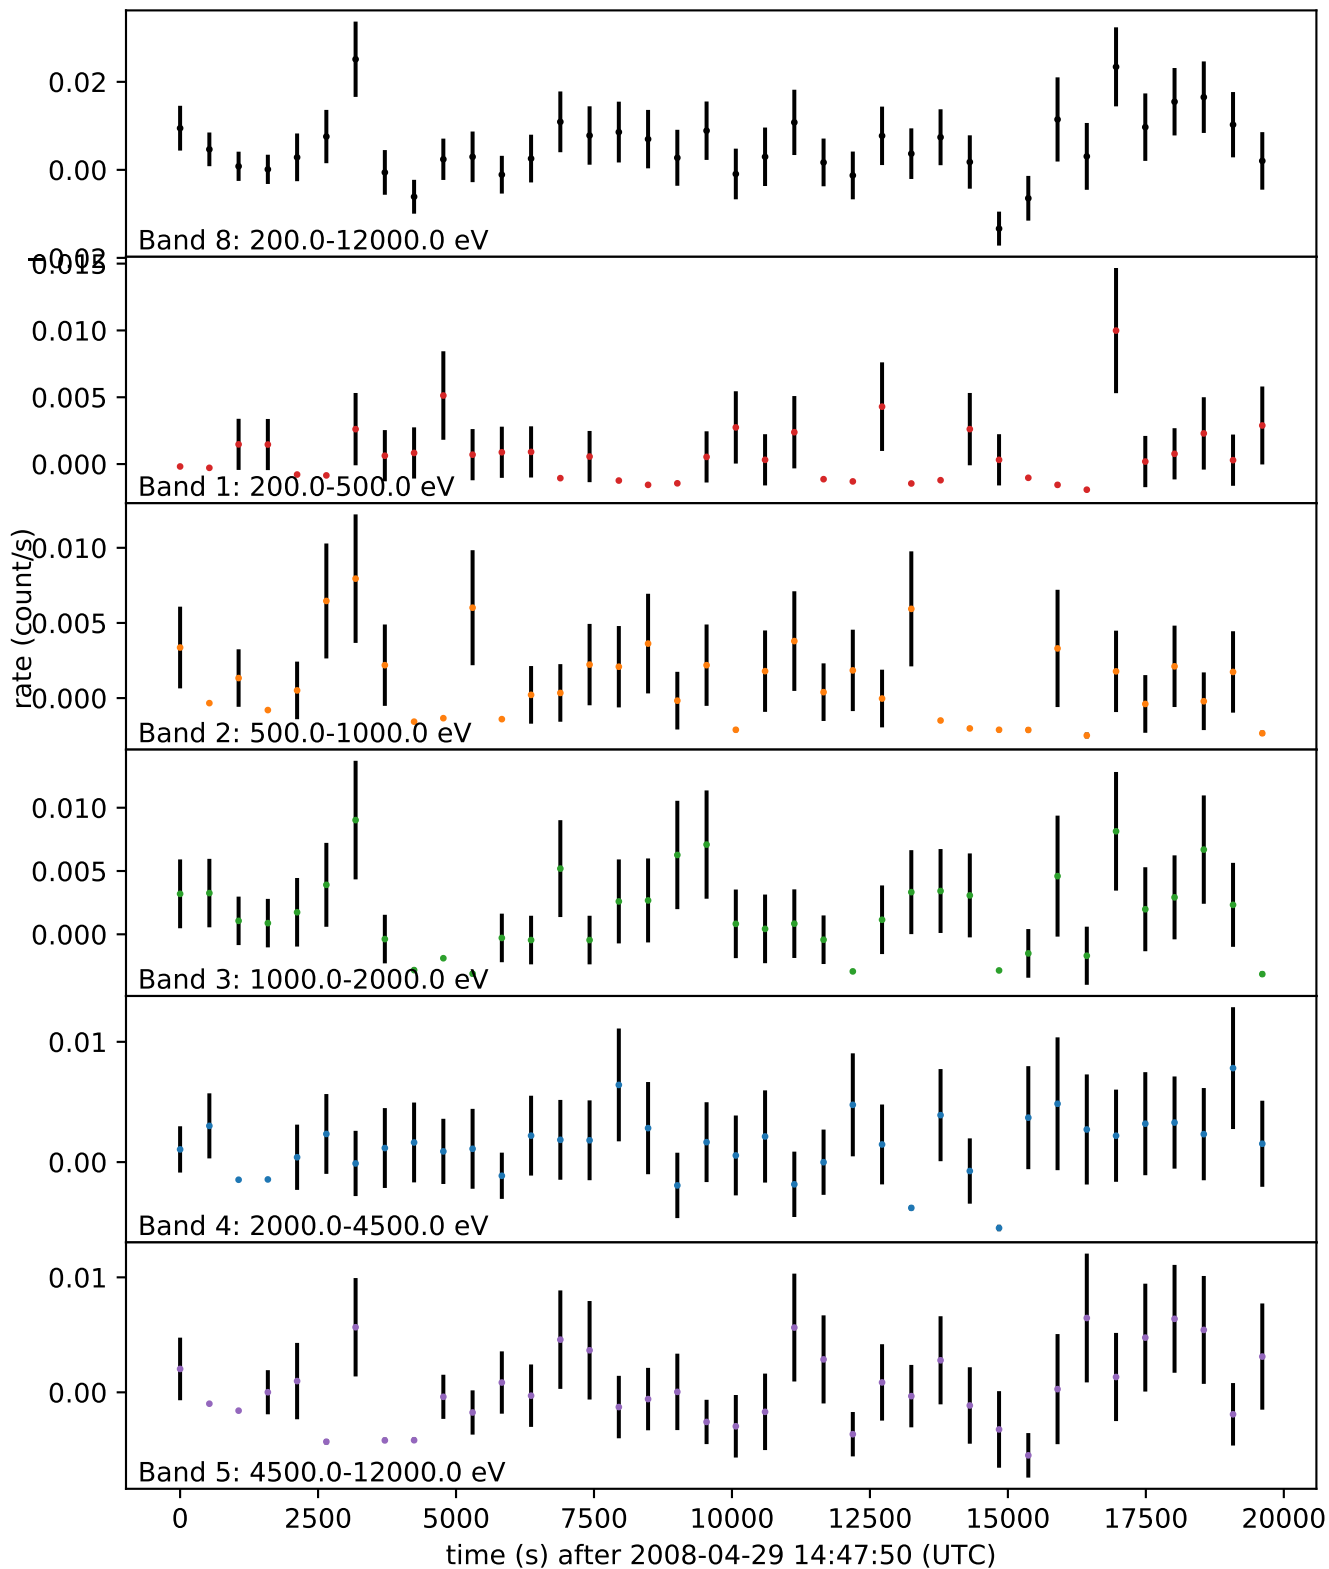 0.02
0.00
−0.02
Band 8: 200.0-12000.0 eV
0.015
0.010
0.005
0.000
Band 1: 200.0-500.0 eV
rate (count/s)
0.010
0.005
0.000
Band 2: 500.0-1000.0 eV
0.010
0.005
0.000
Band 3: 1000.0-2000.0 eV
0.01
0.00
Band 4: 2000.0-4500.0 eV
0.01
0.00
Band 5: 4500.0-12000.0 eV
0 2500 5000 7500 10000 12500 15000 17500 20000
time (s) after 2008-04-29 14:47:50 (UTC)